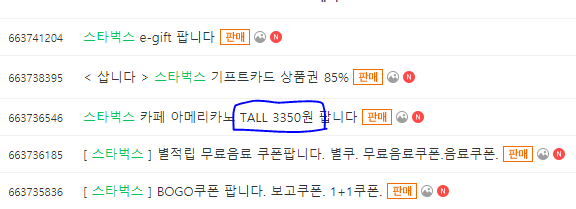 663741204 스타벅스 e-gift 팝니다 판매 N
663738395 < 삽니다 > 스타벅스 기프트카드 상품권 85% 판매 N
663736546 스타벅스 카페 아메리카노 TALL 3350원 팝니다 판매 N
663736185 [ 스타벅스 ] 별적립 무료음료 쿠폰팝니다. 별쿠. 무료음료쿠폰.음료쿠폰. 판매 N
663735836 [ 스타벅스 ] BOGO쿠폰 팝니다. 보고쿠폰. 1+1쿠폰. 판매 N